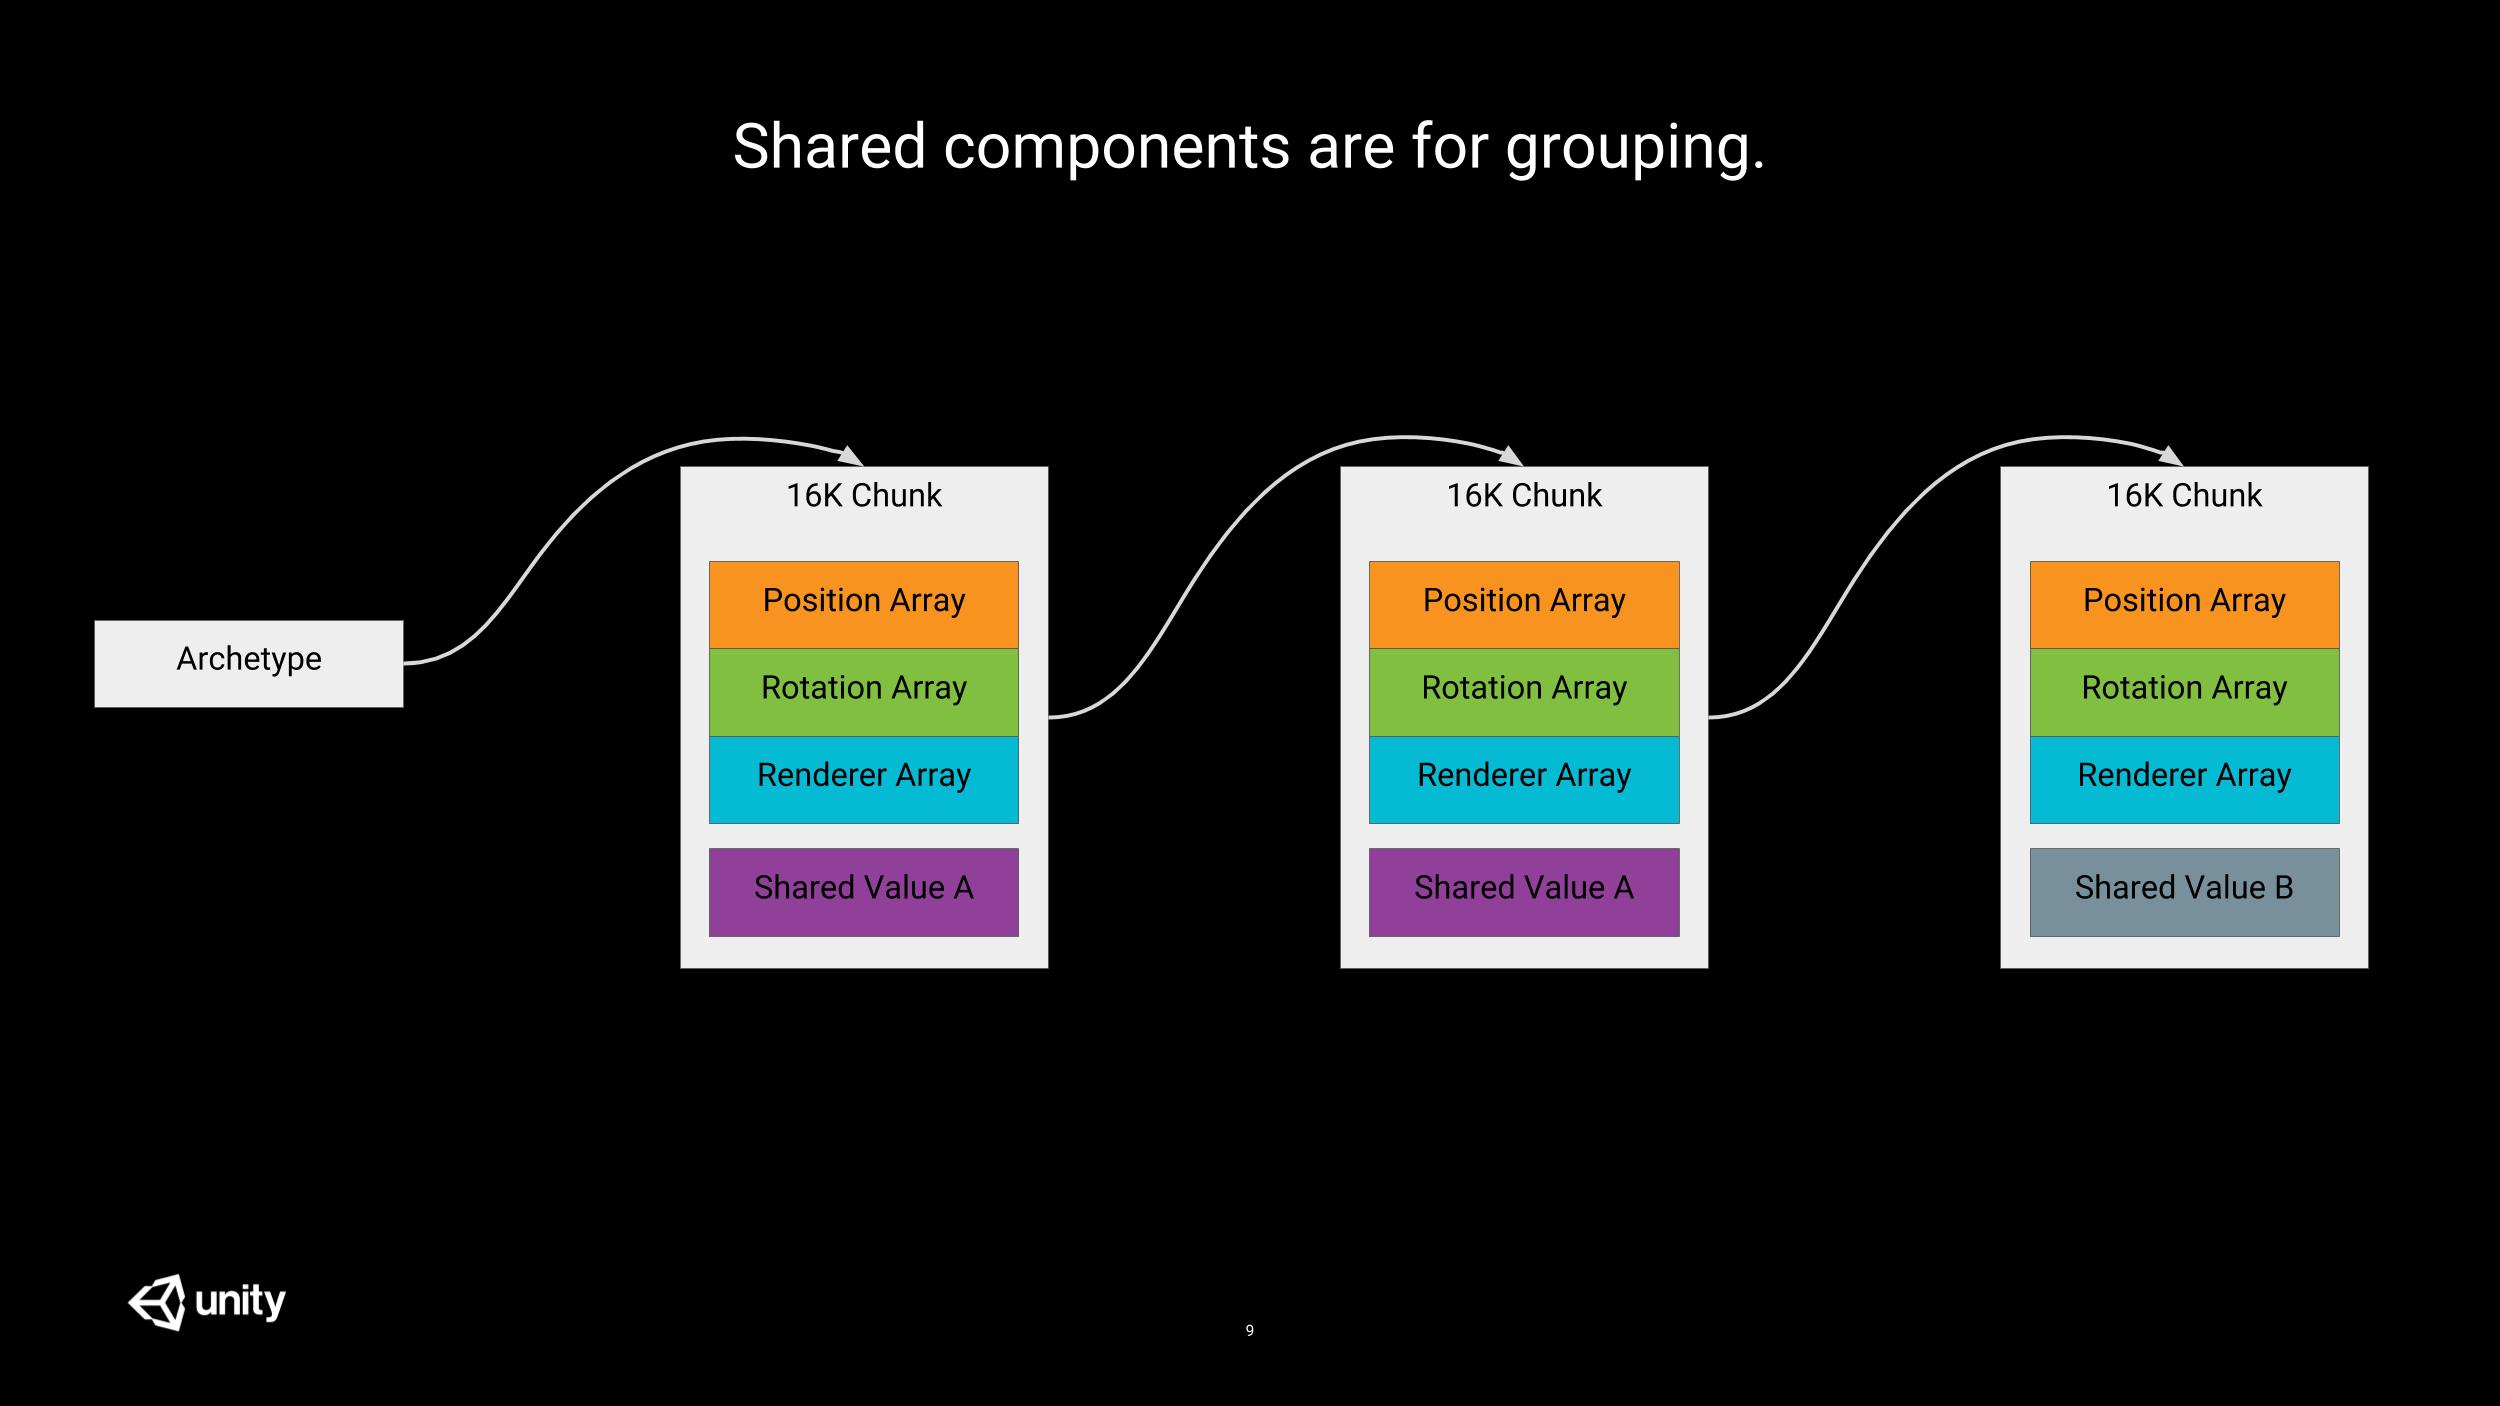 Shared components are for grouping.
Archetype
16K Chunk
Position Array
Rotation Array
Renderer Array
Shared Value A
16K Chunk
Position Array
Rotation Array
Renderer Array
Shared Value A
16K Chunk
Position Array
Rotation Array
Renderer Array
Shared Value B
unity
9